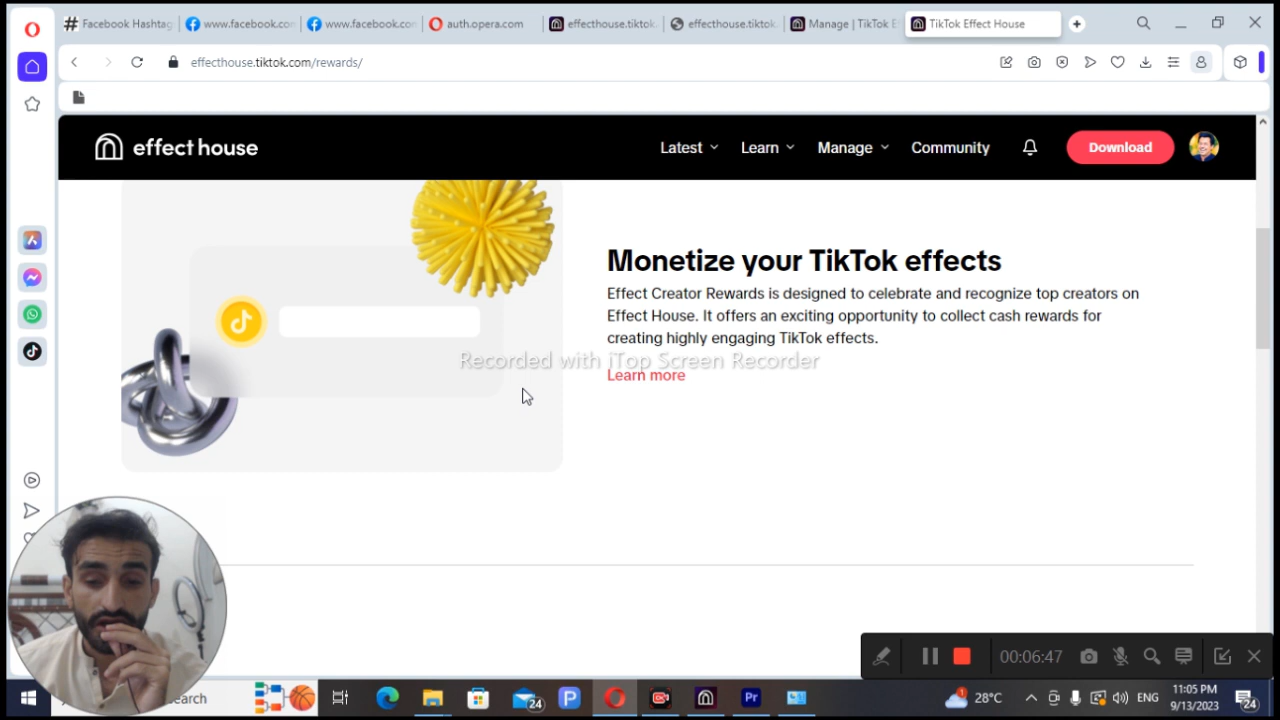 Facebook Hashtag
www.facebook.co
www.facebook.co
auth.opera.com
effecthouse.tiktok.
effecthouse.tiktok.
Manage | TikTok E
TikTok Effect House
effecthouse.tiktok.com/rewards/
effect house
Latest
Learn
Manage
Community
Download
Monetize your TikTok effects
Effect Creator Rewards is designed to celebrate and recognize top creators on
Effect House. It offers an exciting opportunity to collect cash rewards for
creating highly engaging TikTok effects.
Recorded with iTop Screen Recorder
Learn more
00:06:47
search
24
Pr
28°C
ENG
11:05 PM
9/13/2023
24